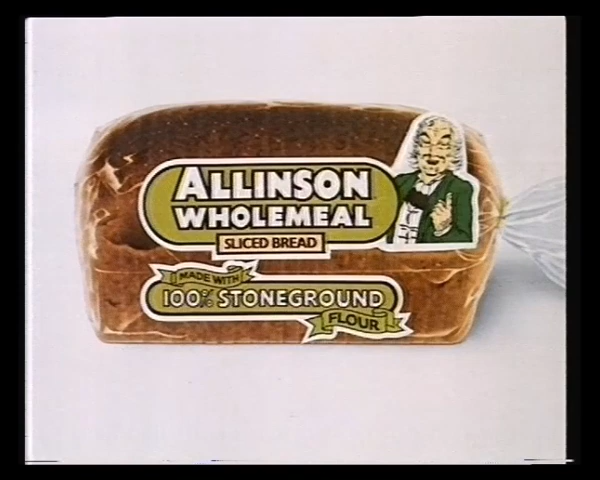 ALLINSON
WHOLEMEAL
SLICED BREAD
MADE WITH
100% STONEGROUND
FLOUR